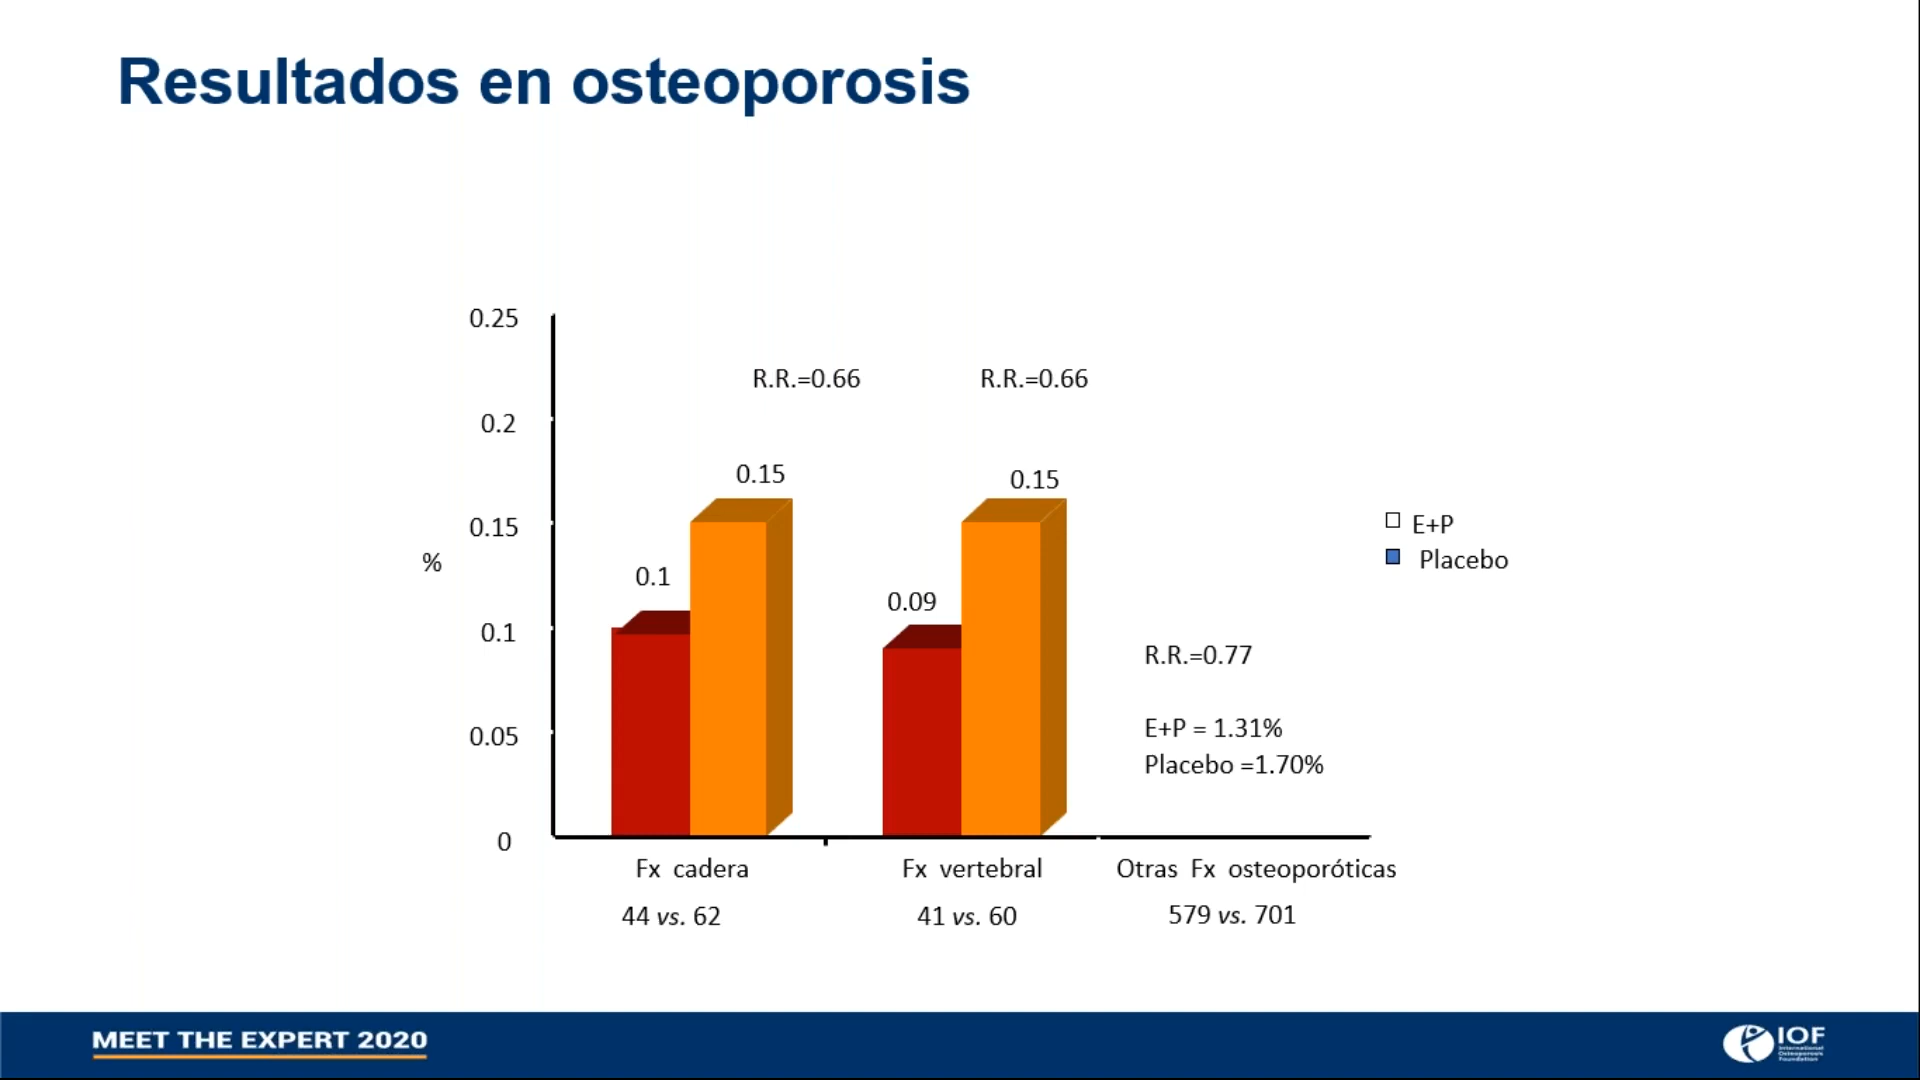 Resultados en osteoporosis
0.25
0.2
0.15
0.1
0.05
0
%
R.R.=0.66
R.R.=0.66
0.15
0.15
0.1
0.09
R.R.=0.77
E+P = 1.31%
Placebo =1.70%
E+P
Placebo
Fx cadera
Fx vertebral
Otras Fx osteoporóticas
44 vs. 62
41 vs. 60
579 vs. 701
MEET THE EXPERT 2020
IOF
International
Osteoporosis
Foundation